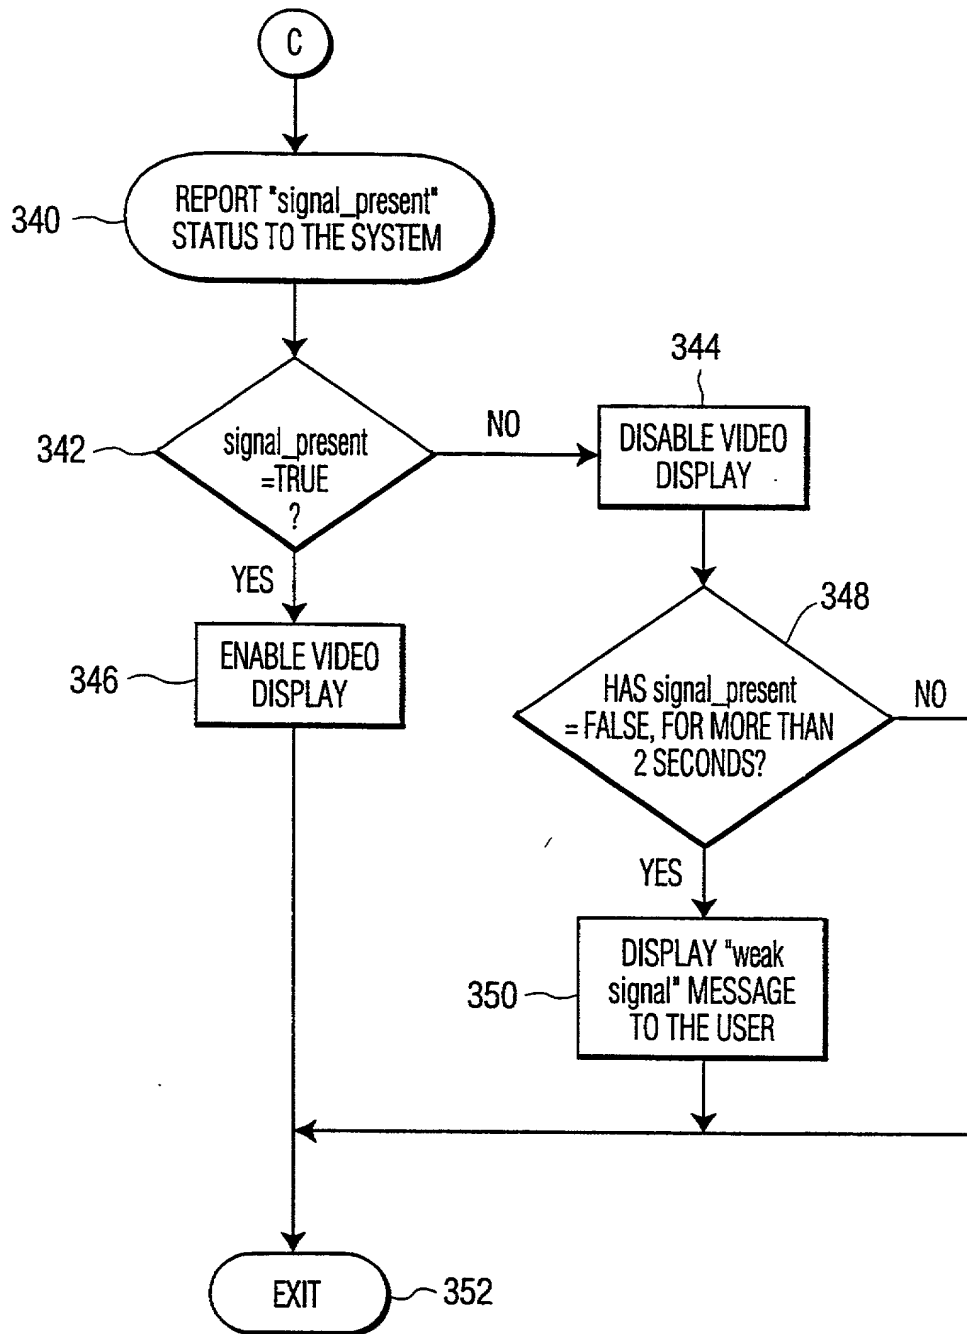 C
340
REPORT "signal_present"
STATUS TO THE SYSTEM
342
signal_present
=TRUE
?
NO
344
DISABLE VIDEO
DISPLAY
YES
346
ENABLE VIDEO
DISPLAY
348
HAS signal_present
= FALSE, FOR MORE THAN
2 SECONDS?
NO
YES
350
DISPLAY "weak
signal" MESSAGE
TO THE USER
EXIT
352